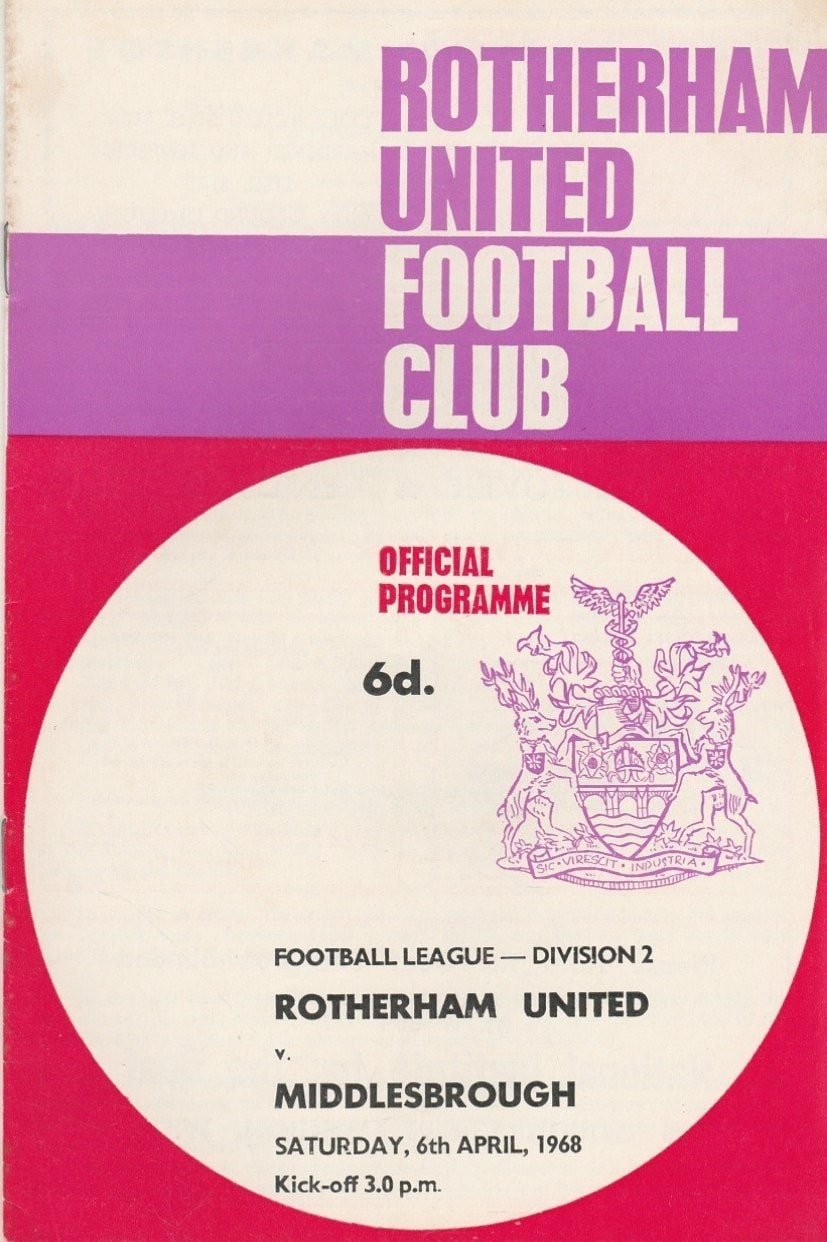 ROTHERHAM
UNITED
FOOTBALL
CLUB
OFFICIAL
PROGRAMME
6d.
SIC • VIRESCIT • INDUSTRIA •
FOOTBALL LEAGUE — DIVISION 2
ROTHERHAM UNITED
v.
MIDDLESBROUGH
SATURDAY, 6th APRIL, 1968
Kick-off 3.0 p.m.